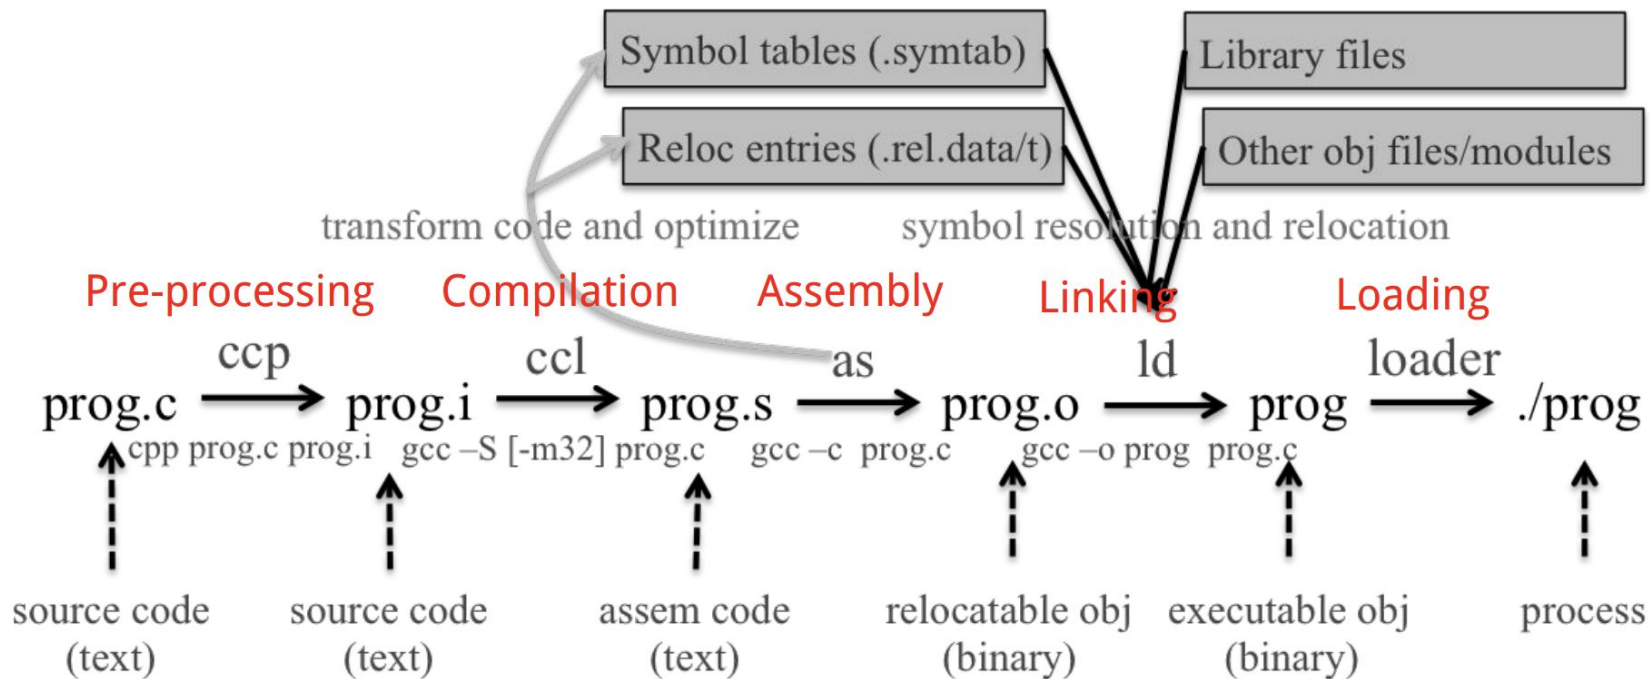 Symbol tables (.symtab)
Library files
Reloc entries (.rel.data/t)
Other obj files/modules
transform code and optimize
symbol resolution and relocation
Pre-processing
Compilation
Assembly
Linking
Loading
ccp
ccl
as
ld
loader
prog.c
prog.i
prog.s
prog.o
prog
./prog
cpp prog.c prog.i
gcc –S [-m32] prog.c
gcc –c prog.c
gcc –o prog prog.c
source code
(text)
source code
(text)
assem code
(text)
relocatable obj
(binary)
executable obj
(binary)
process